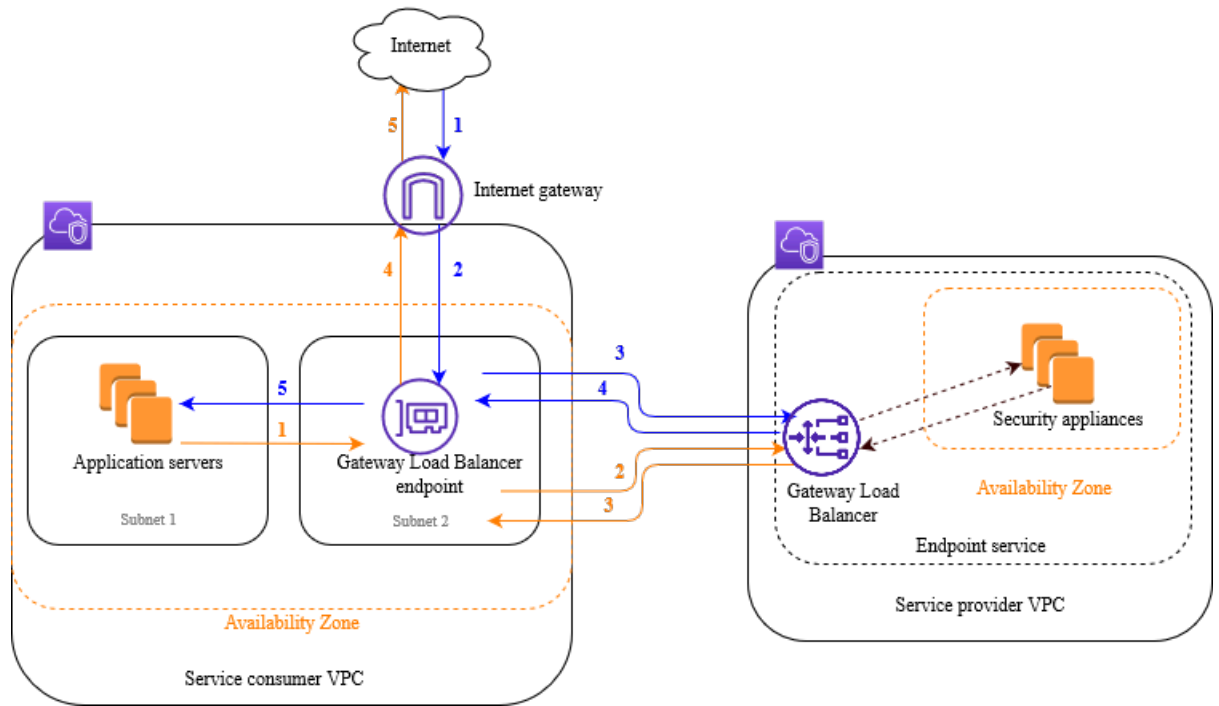 Internet
5
1
Internet gateway
4
2
3
5
4
1
Application servers
Gateway Load Balancer
endpoint
2
3
Subnet 1
Subnet 2
Availability Zone
Service consumer VPC
Security appliances
Gateway Load
Balancer
Availability Zone
Endpoint service
Service provider VPC